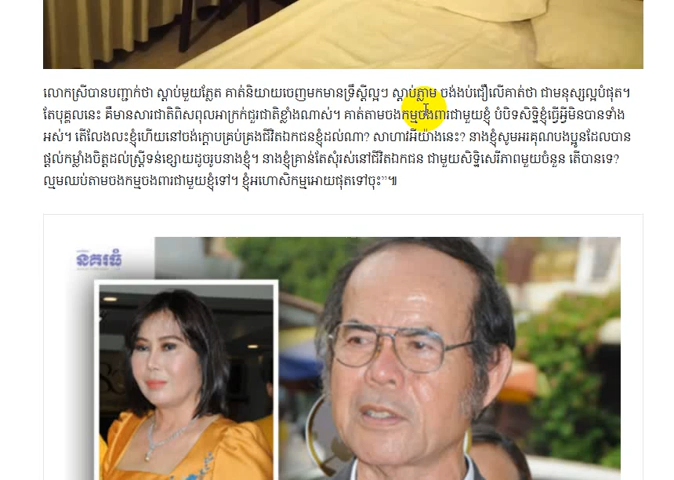 លោកស្រីបានបញ្ជាក់ថា ស្តាប់មួយភ្លែត គាត់និយាយចេញមកមានទ្រឹស្តីល្អៗ ស្តាប់ភ្លាម ចង់ងប់ជឿលើគាត់ថា ជាមនុស្សល្អបំផុត។
តែបុគ្គលនេះ គឺមានសារជាតិពិសពុលអាក្រក់ជួរជាតិខ្លាំងណាស់។ គាត់តាមចងកម្មចងពារជាមួយខ្ញុំ បំបិទសិទ្ធិខ្ញុំធ្វើអ្វីមិនបានទាំង
អស់។ តើលែងលះខ្ញុំហើយនៅចង់ក្តោបគ្រប់គ្រងជីវិតឯកជនខ្ញុំដល់ណា? សាហាវអីយ៉ាងនេះ? នាងខ្ញុំសូមអរគុណបងប្អូនដែលបាន
ផ្តល់កម្លាំងចិត្តដល់ស្ត្រីទន់ខ្សោយដូចរូបនាងខ្ញុំ។ នាងខ្ញុំគ្រាន់តែសុំរស់នៅជីវិតឯកជន ជាមួយសិទ្ធិសេរីភាពមួយចំនួន តើបានទេ?
ល្មមឈប់តាមចងកម្មចងពារជាមួយខ្ញុំទៅ។ ខ្ញុំអហោសិកម្មអោយផុតទៅចុះ”៕
នគរធំ